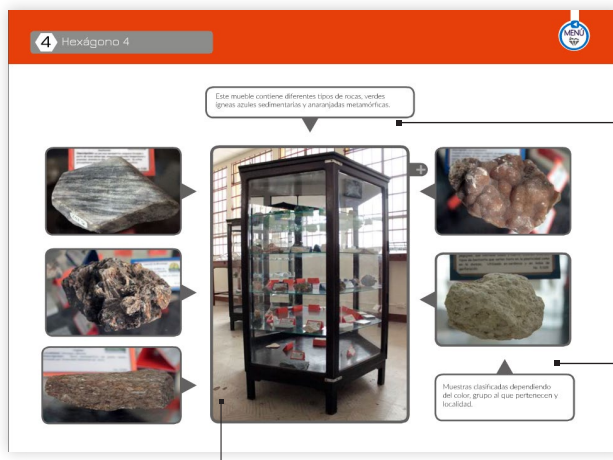 4 Hexágono 4
MENÚ
Este mueble contiene diferentes tipos de rocas, verdes
ígneas azules sedimentarias y anaranjadas metamórficas.
Muestras clasificadas dependiendo
del color, grupo al que pertenecen y
localidad.